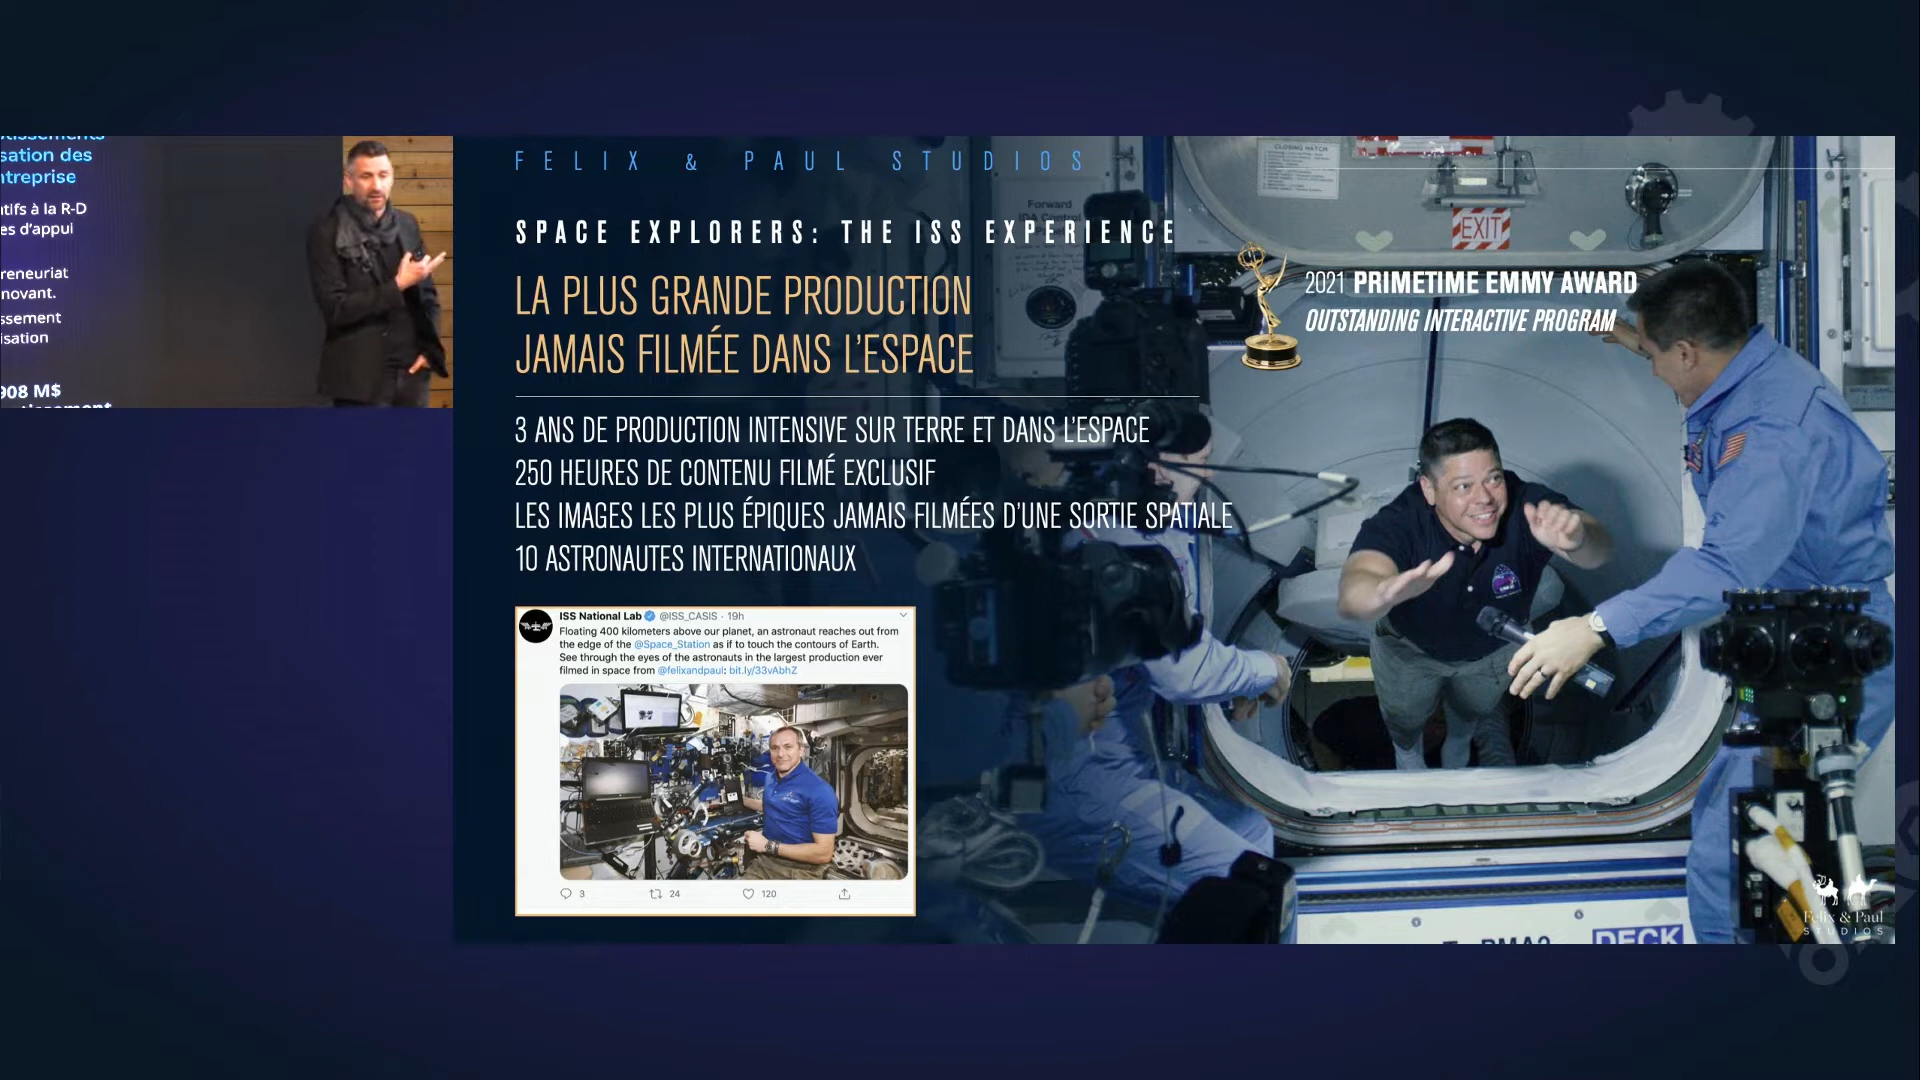 sation des
ntreprise
atifs à la R-D
es d'appui
reneuriat
novant.
ssement
isation
908 M$
FELIX & PAUL STUDIOS
SPACE EXPLORERS: THE ISS EXPERIENCE
LA PLUS GRANDE PRODUCTION
JAMAIS FILMÉE DANS L'ESPACE
3 ANS DE PRODUCTION INTENSIVE SUR TERRE ET DANS L'ESPACE
250 HEURES DE CONTENU FILMÉ EXCLUSIF
LES IMAGES LES PLUS ÉPIQUES JAMAIS FILMÉES D'UNE SORTIE SPATIALE
10 ASTRONAUTES INTERNATIONAUX
2021 PRIMETIME EMMY AWARD
OUTSTANDING INTERACTIVE PROGRAM
ISS National Lab @ISS_CASIS · 19h
Floating 400 kilometers above our planet, an astronaut reaches out from
the edge of the @Space_Station as if to touch the contours of Earth.
See through the eyes of the astronauts in the largest production ever
filmed in space from @felixandpaul: bit.ly/33vAbhZ
3 24 120
CLOSING HATCH
Forward
EXIT
DECK
Felix & Paul
STUDIOS